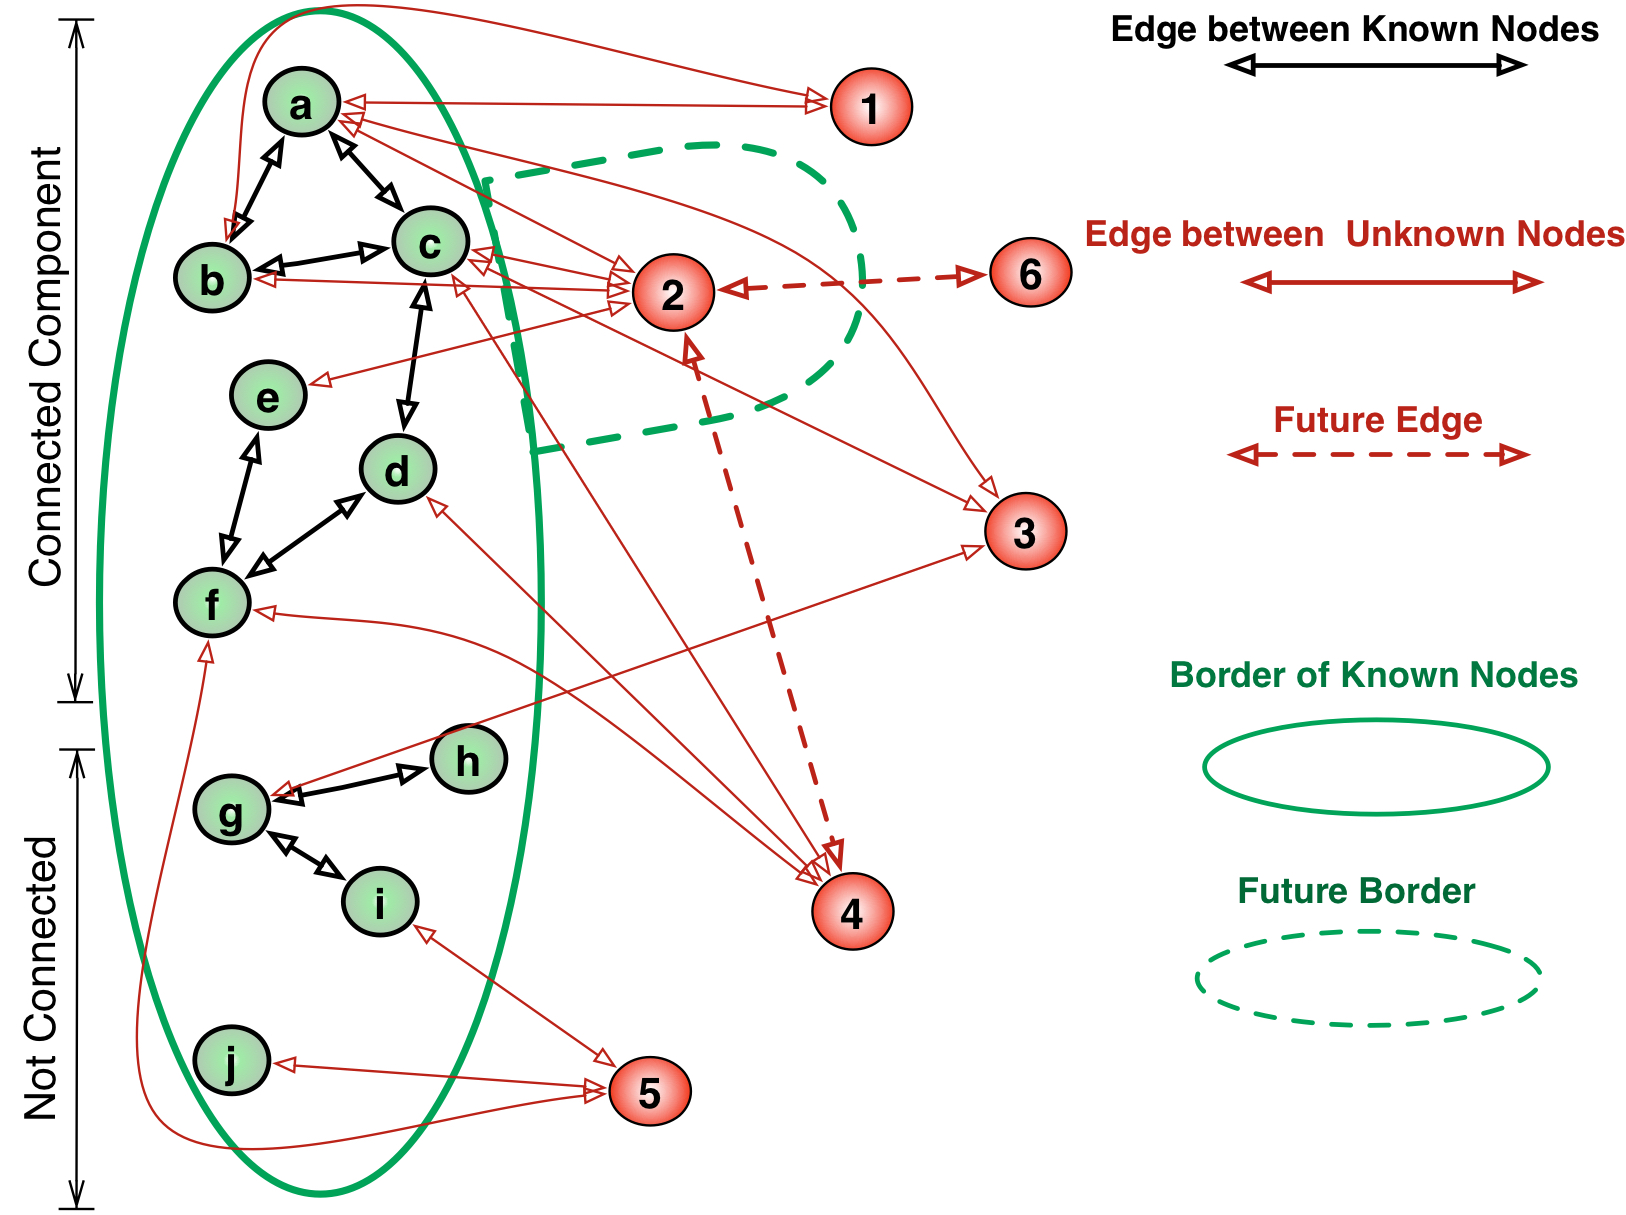 Connected Component
Not Connected
a
b
c
e
d
f
h
g
i
j
1
2
6
3
4
5
Edge between Known Nodes
Edge between Unknown Nodes
Future Edge
Border of Known Nodes
Future Border